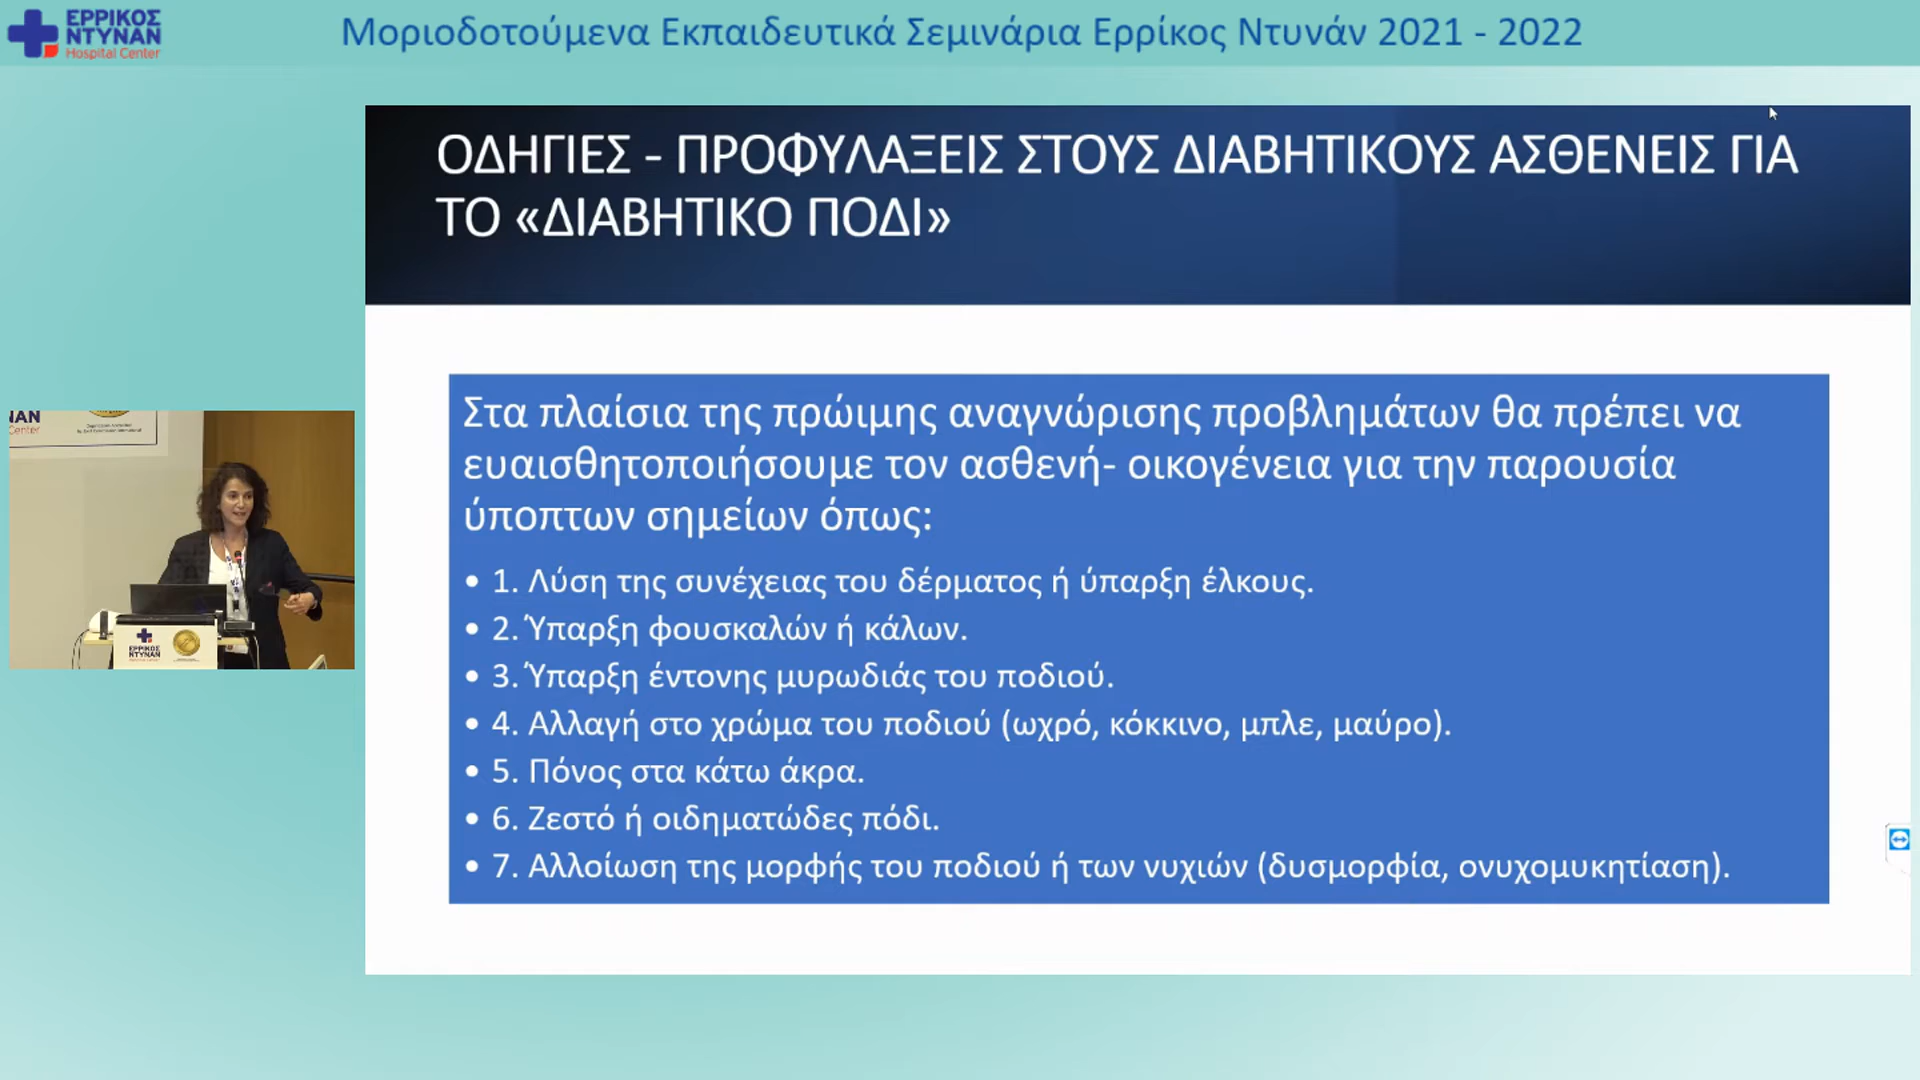 ΕΡΡΙΚΟΣ
ΝΤΥΝΑΝ
Hospital Center
Μοριοδοτούμενα Εκπαιδευτικά Σεμινάρια Ερρίκος Ντυνάν 2021 - 2022
ΟΔΗΓΙΕΣ - ΠΡΟΦΥΛΑΞΕΙΣ ΣΤΟΥΣ ΔΙΑΒΗΤΙΚΟΥΣ ΑΣΘΕΝΕΙΣ ΓΙΑ
ΤΟ «ΔΙΑΒΗΤΙΚΟ ΠΟΔΙ»
Στα πλαίσια της πρώιμης αναγνώρισης προβλημάτων θα πρέπει να
ευαισθητοποιήσουμε τον ασθενή- οικογένεια για την παρουσία
ύποπτων σημείων όπως:
• 1. Λύση της συνέχειας του δέρματος ή ύπαρξη έλκους.
• 2. Ύπαρξη φουσκαλών ή κάλων.
• 3. Ύπαρξη έντονης μυρωδιάς του ποδιού.
• 4. Αλλαγή στο χρώμα του ποδιού (ωχρό, κόκκινο, μπλε, μαύρο).
• 5. Πόνος στα κάτω άκρα.
• 6. Ζεστό ή οιδηματώδες πόδι.
• 7. Αλλοίωση της μορφής του ποδιού ή των νυχιών (δυσμορφία, ονυχομυκητίαση).
ΝΑΝ
Center
ΕΡΡΙΚΟΣ
ΝΤΥΝΑΝ